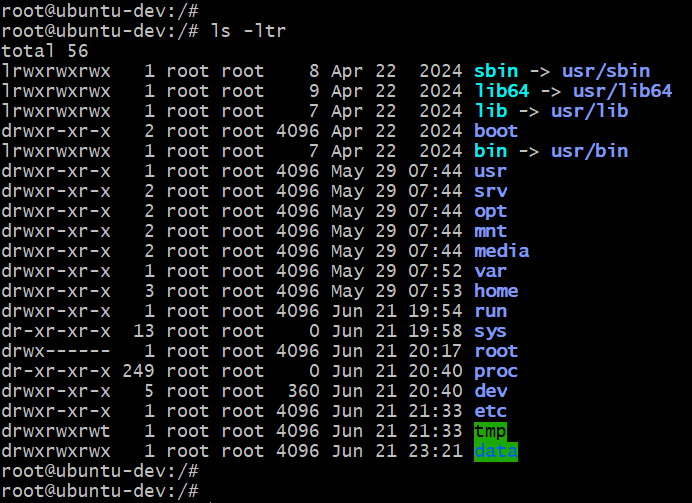 root@ubuntu-dev:/#
root@ubuntu-dev:/# ls -ltr
total 56
lrwxrwxrwx   1 root root    8 Apr 22  2024 sbin -> usr/sbin
lrwxrwxrwx   1 root root    9 Apr 22  2024 lib64 -> usr/lib64
lrwxrwxrwx   1 root root    7 Apr 22  2024 lib -> usr/lib
drwxr-xr-x   2 root root 4096 Apr 22  2024 boot
lrwxrwxrwx   1 root root    7 Apr 22  2024 bin -> usr/bin
drwxr-xr-x   1 root root 4096 May 29 07:44 usr
drwxr-xr-x   2 root root 4096 May 29 07:44 srv
drwxr-xr-x   2 root root 4096 May 29 07:44 opt
drwxr-xr-x   2 root root 4096 May 29 07:44 mnt
drwxr-xr-x   2 root root 4096 May 29 07:44 media
drwxr-xr-x   1 root root 4096 May 29 07:52 var
drwxr-xr-x   3 root root 4096 May 29 07:53 home
drwxr-xr-x   1 root root 4096 Jun 21 19:54 run
dr-xr-xr-x  13 root root    0 Jun 21 19:58 sys
drwx------   1 root root 4096 Jun 21 20:17 root
dr-xr-xr-x 249 root root    0 Jun 21 20:40 proc
drwxr-xr-x   5 root root  360 Jun 21 20:40 dev
drwxr-xr-x   1 root root 4096 Jun 21 21:33 etc
drwxrwxrwt   1 root root 4096 Jun 21 21:33 tmp
drwxrwxrwx   1 root root 4096 Jun 21 23:21 data
root@ubuntu-dev:/#
root@ubuntu-dev:/#